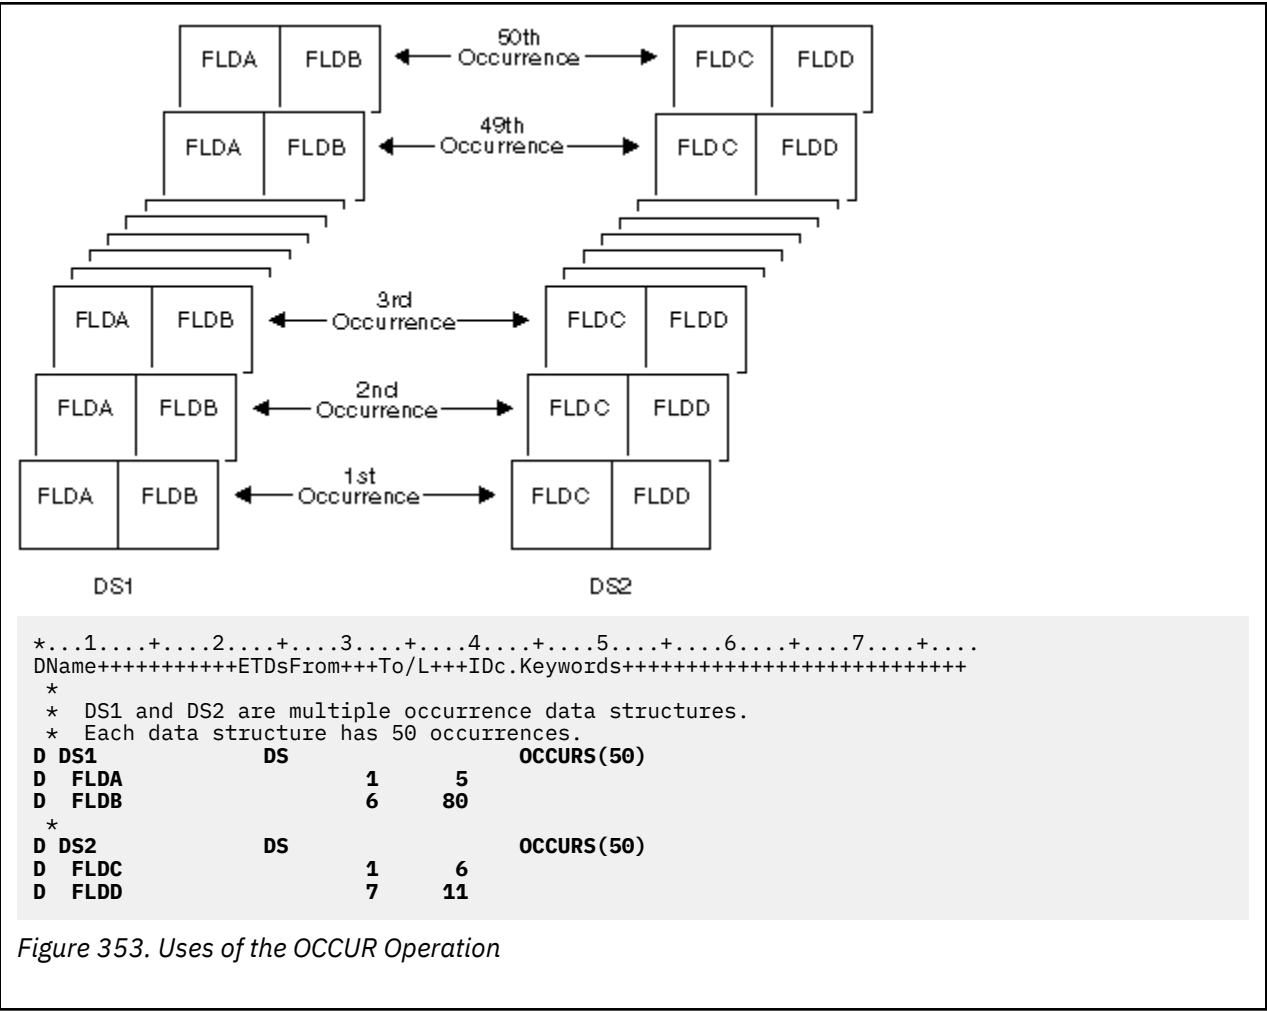 FLDA FLDB 50th Occurrence FLDC FLDD
FLDA FLDB 49th Occurrence FLDC FLDD
FLDA FLDB 3rd Occurrence FLDC FLDD
FLDA FLDB 2nd Occurrence FLDC FLDD
FLDA FLDB 1st Occurrence FLDC FLDD
DS1 DS2
*...1....+....2....+....3....+....4....+....5....+....6....+....7....+....
DName+++++++++++ETDsFrom+++To/L+++IDc.Keywords+++++++++++++++++++++++++++
 *
 *  DS1 and DS2 are multiple occurrence data structures.
 *  Each data structure has 50 occurrences.
D DS1             DS                  OCCURS(50)
D  FLDA                   1      5
D  FLDB                   6     80
 *
D DS2             DS                  OCCURS(50)
D  FLDC                   1      6
D  FLDD                   7     11
Figure 353. Uses of the OCCUR Operation